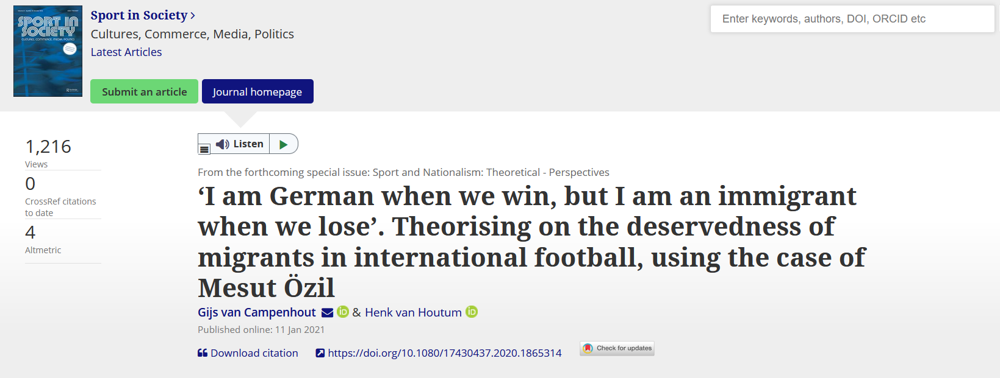 SPORT IN
SOCIETY
CULTURES, COMMERCE, MEDIA, POLITICS
Sport in Society
Cultures, Commerce, Media, Politics
Latest Articles
Submit an article
Journal homepage
Enter keywords, authors, DOI, ORCID etc
1,216
Views
0
CrossRef citations
to date
4
Altmetric
Listen
From the forthcoming special issue: Sport and Nationalism: Theoretical - Perspectives
‘I am German when we win, but I am an immigrant
when we lose’. Theorising on the deservedness of
migrants in international football, using the case of
Mesut Özil
Gijs van Campenhout iD & Henk van Houtum iD
Published online: 11 Jan 2021
Download citation https://doi.org/10.1080/17430437.2020.1865314 Check for updates